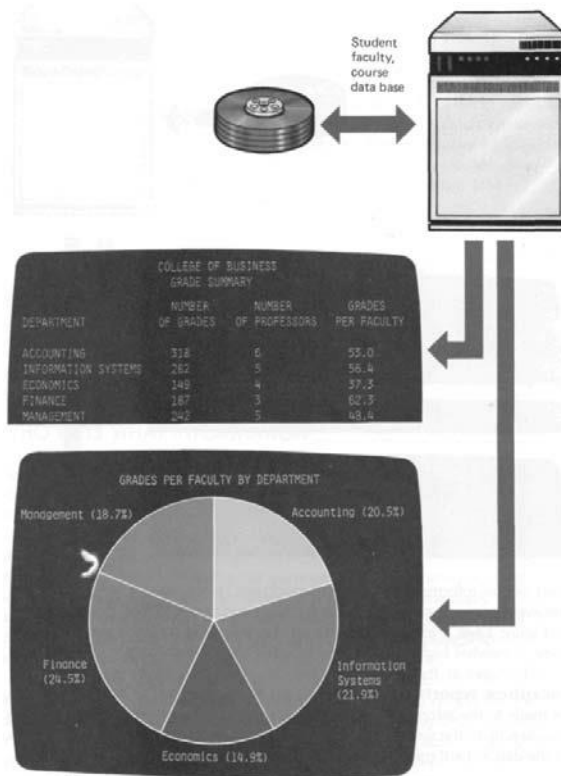 Student
faculty,
course
data base
COLLEGE OF BUSINESS
GRADE SUMMARY
NUMBER NUMBER GRADES
DEPARTMENT OF GRADES OF PROFESSORS PER FACULTY
ACCOUNTING 318 6 53.0
INFORMATION SYSTEMS 282 5 56.4
ECONOMICS 149 4 37.3
FINANCE 187 3 62.3
MANAGEMENT 242 5 48.4
GRADES PER FACULTY BY DEPARTMENT
Management (18.7%)
Accounting (20.5%)
Finance
(24.5%)
Information
Systems
(21.9%)
Economics (14.9%)